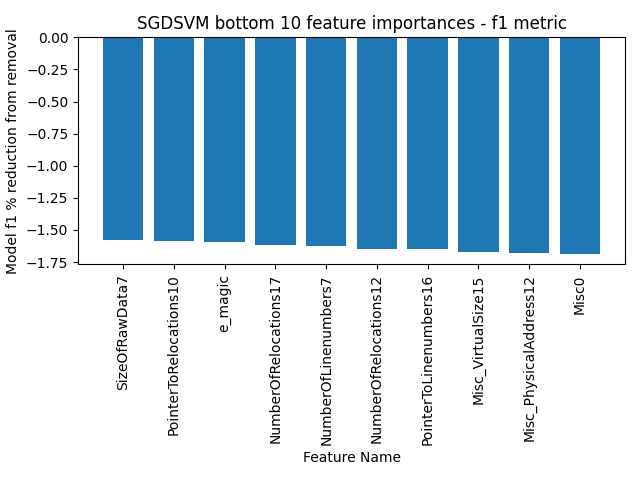 SGDSVM bottom 10 feature importances - f1 metric
Model f1 % reduction from removal
0.00
−0.25
−0.50
−0.75
−1.00
−1.25
−1.50
−1.75
SizeOfRawData7
PointerToRelocations10
e_magic
NumberOfRelocations17
NumberOfLinenumbers7
NumberOfRelocations12
PointerToLinenumbers16
Misc_VirtualSize15
Misc_PhysicalAddress12
Misc0
Feature Name